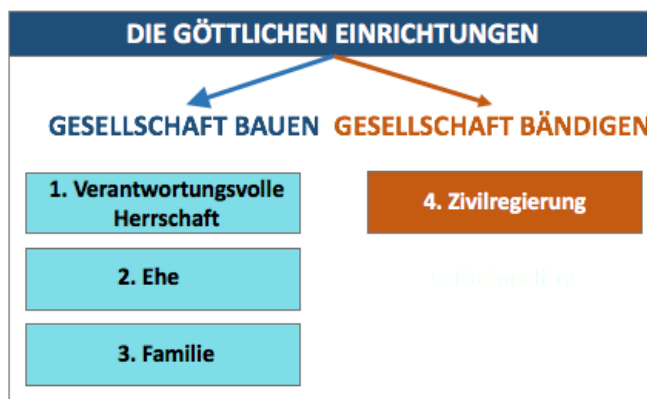 DIE GÖTTLICHEN EINRICHTUNGEN
GESELLSCHAFT BAUEN
GESELLSCHAFT BÄNDIGEN
1. Verantwortungsvolle
Herrschaft
4. Zivilregierung
2. Ehe
3. Familie